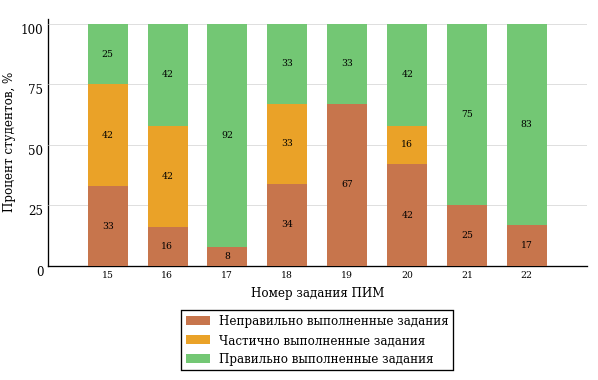 Процент студентов, %
100
75
50
25
0
25 42 92 33 33 42 75 83
42 42 33 16
33 16 8 34 67 42 25 17
15 16 17 18 19 20 21 22
Номер задания ПИМ
Неправильно выполненные задания
Частично выполненные задания
Правильно выполненные задания